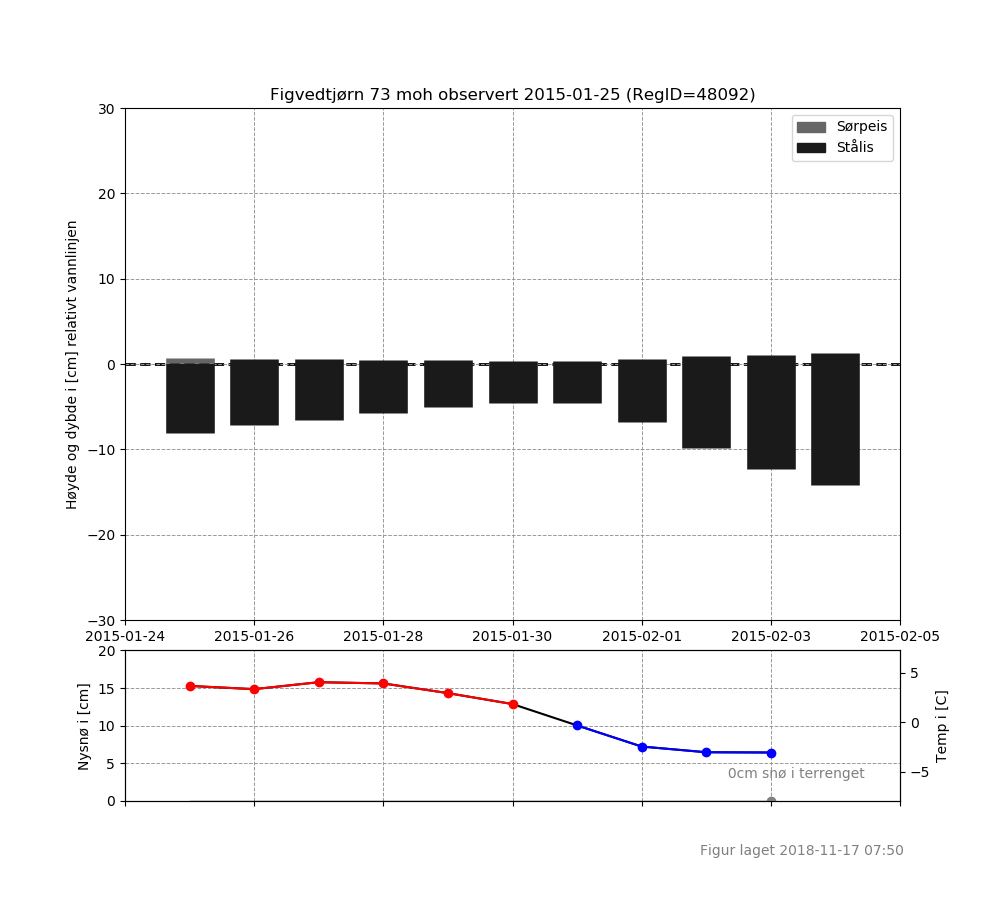 Figvedtjørn 73 moh observert 2015-01-25 (RegID=48092)
Høyde og dybde i [cm] relativt vannlinjen
30
20
10
0
−10
−20
−30
Sørpeis
Stålis
2015-01-24 2015-01-26 2015-01-28 2015-01-30 2015-02-01 2015-02-03 2015-02-05
Nysnø i [cm]
20
15
10
5
0
5
0
−5
Temp i [C]
0cm snø i terrenget
Figur laget 2018-11-17 07:50